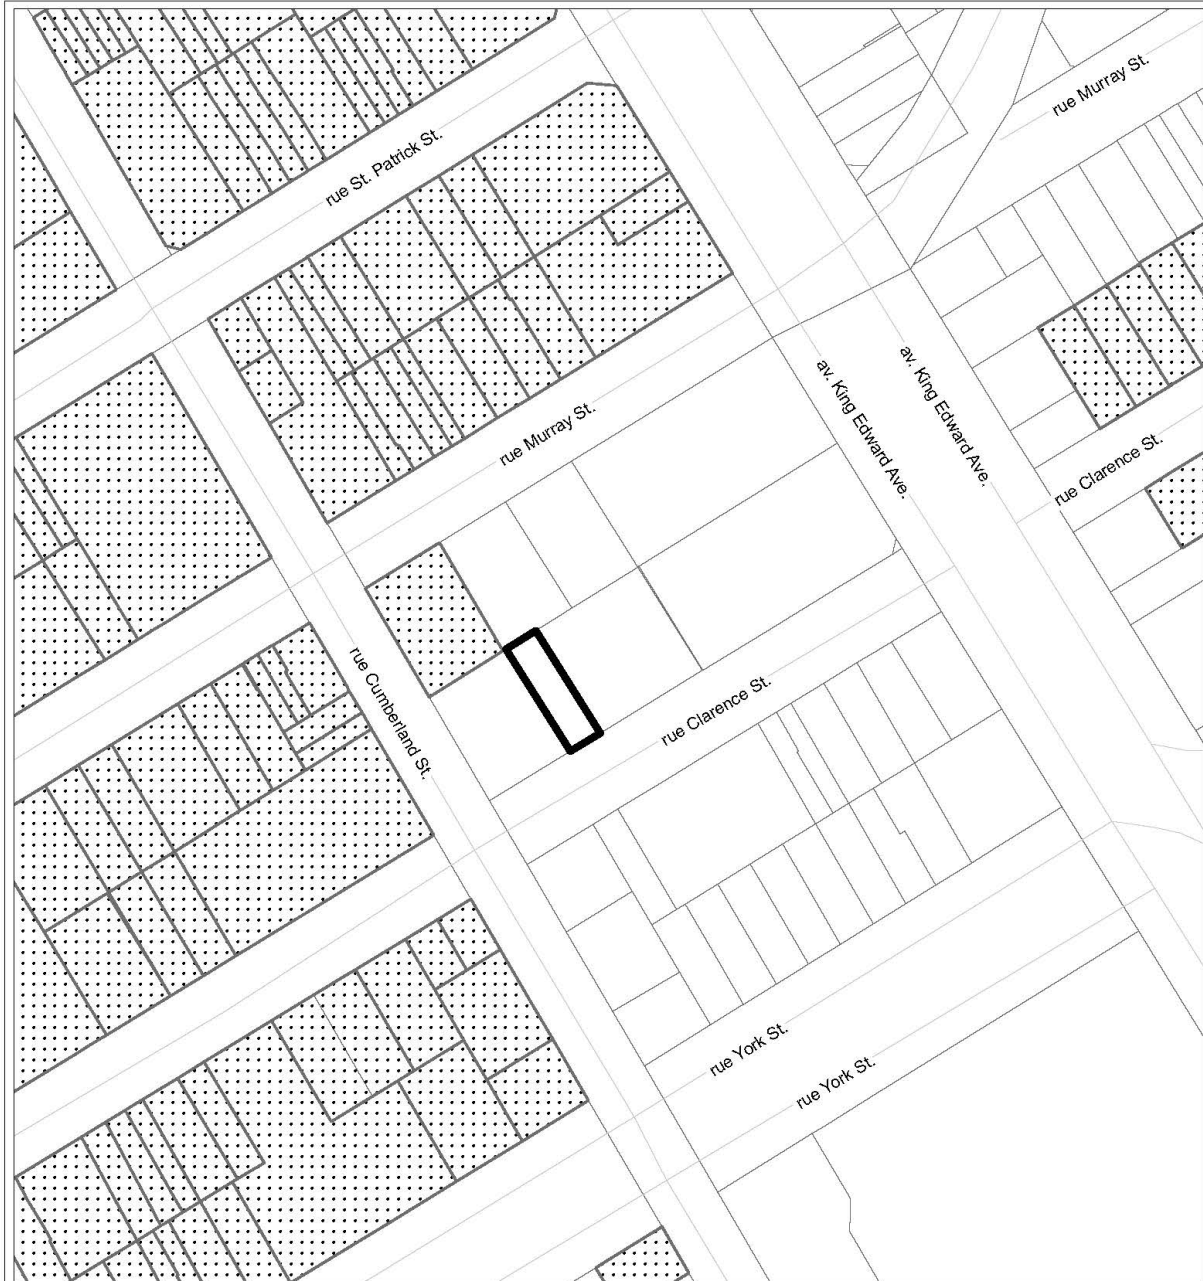 rue Murray St.
rue St. Patrick St.
rue Murray St.
av. King Edward Ave.
av. King Edward Ave.
rue Clarence St.
rue Cumberland St.
rue Clarence St.
rue York St.
rue York St.